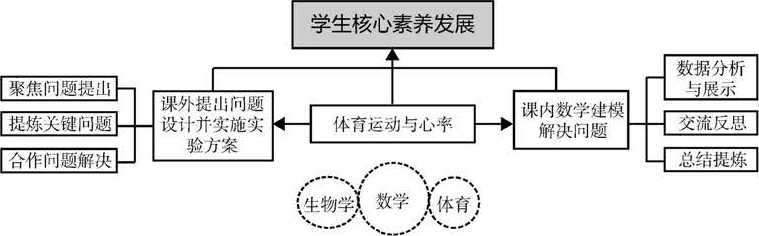 学生核心素养发展
聚焦问题提出
提炼关键问题
合作问题解决
课外提出问题
设计并实施实
验方案
体育运动与心率
课内数学建模
解决问题
数据分析
与展示
交流反思
总结提炼
生物学
数学
体育